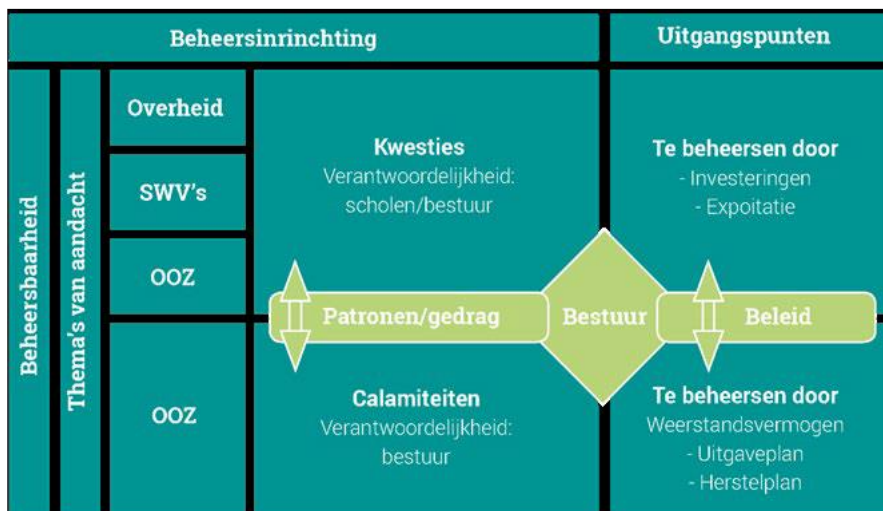 Beheersinrinchting
Uitgangspunten
Beheersbaarheid
Thema's van aandacht
Overheid
SWV's
OOZ
OOZ
Kwesties
Verantwoordelijkheid:
scholen/bestuur
Te beheersen door
- Investeringen
- Expoitatie
Patronen/gedrag
Bestuur
Beleid
Calamiteiten
Verantwoordelijkheid:
bestuur
Te beheersen door
Weerstandsvermogen
- Uitgaveplan
- Herstelplan